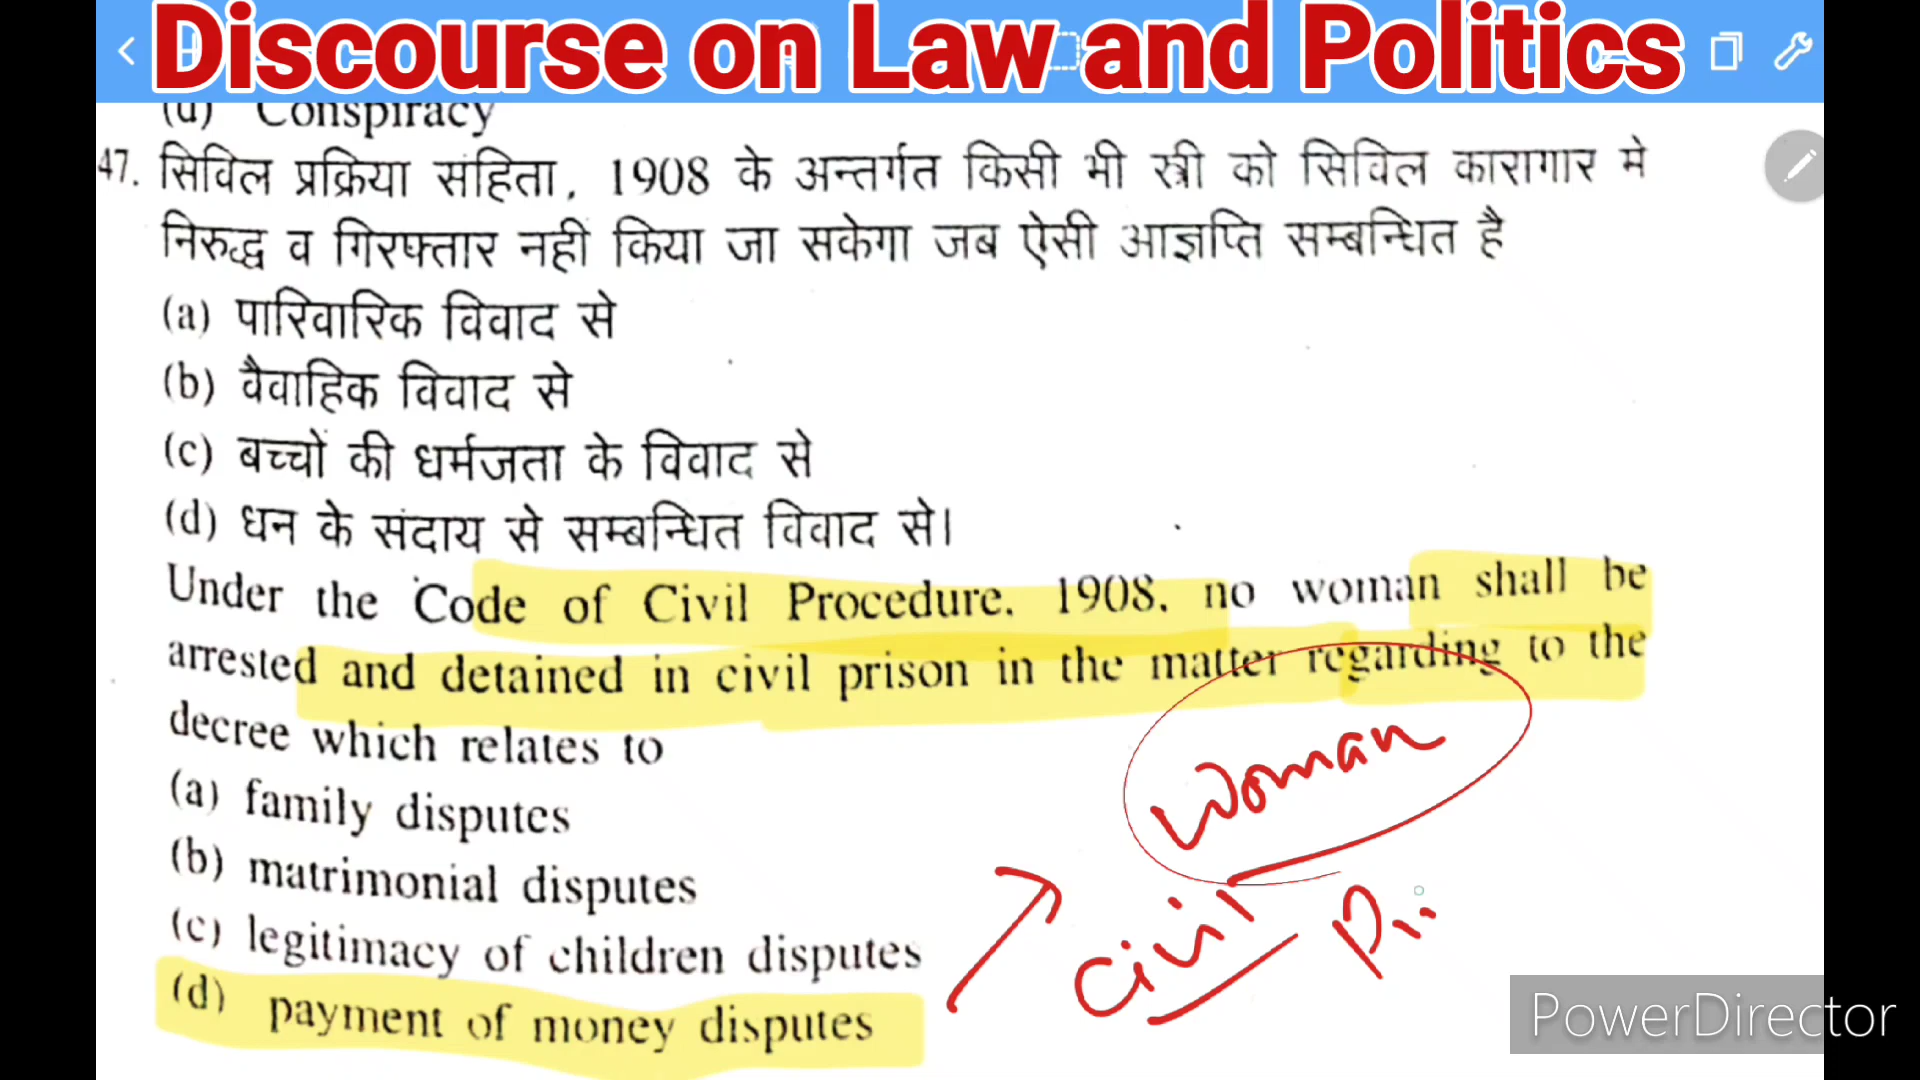 Discourse on Law and Politics
(d) Conspiracy
47. सिविल प्रक्रिया संहिता, 1908 के अन्तर्गत किसी भी स्त्री को सिविल कारागार मे
निरुद्ध व गिरफ्तार नही किया जा सकेगा जब ऐसी आज्ञप्ति सम्बन्धित है
(a) पारिवारिक विवाद से
(b) वैवाहिक विवाद से
(c) बच्चो की धर्मजता के विवाद से
(d) धन के संदाय से सम्बन्धित विवाद से।
Under the Code of Civil Procedure, 1908, no woman shall be
arrested and detained in civil prison in the matter regarding to the
decree which relates to
(a) family disputes
(b) matrimonial disputes
(c) legitimacy of children disputes
(d) payment of money disputes
woman
civil
PowerDirector